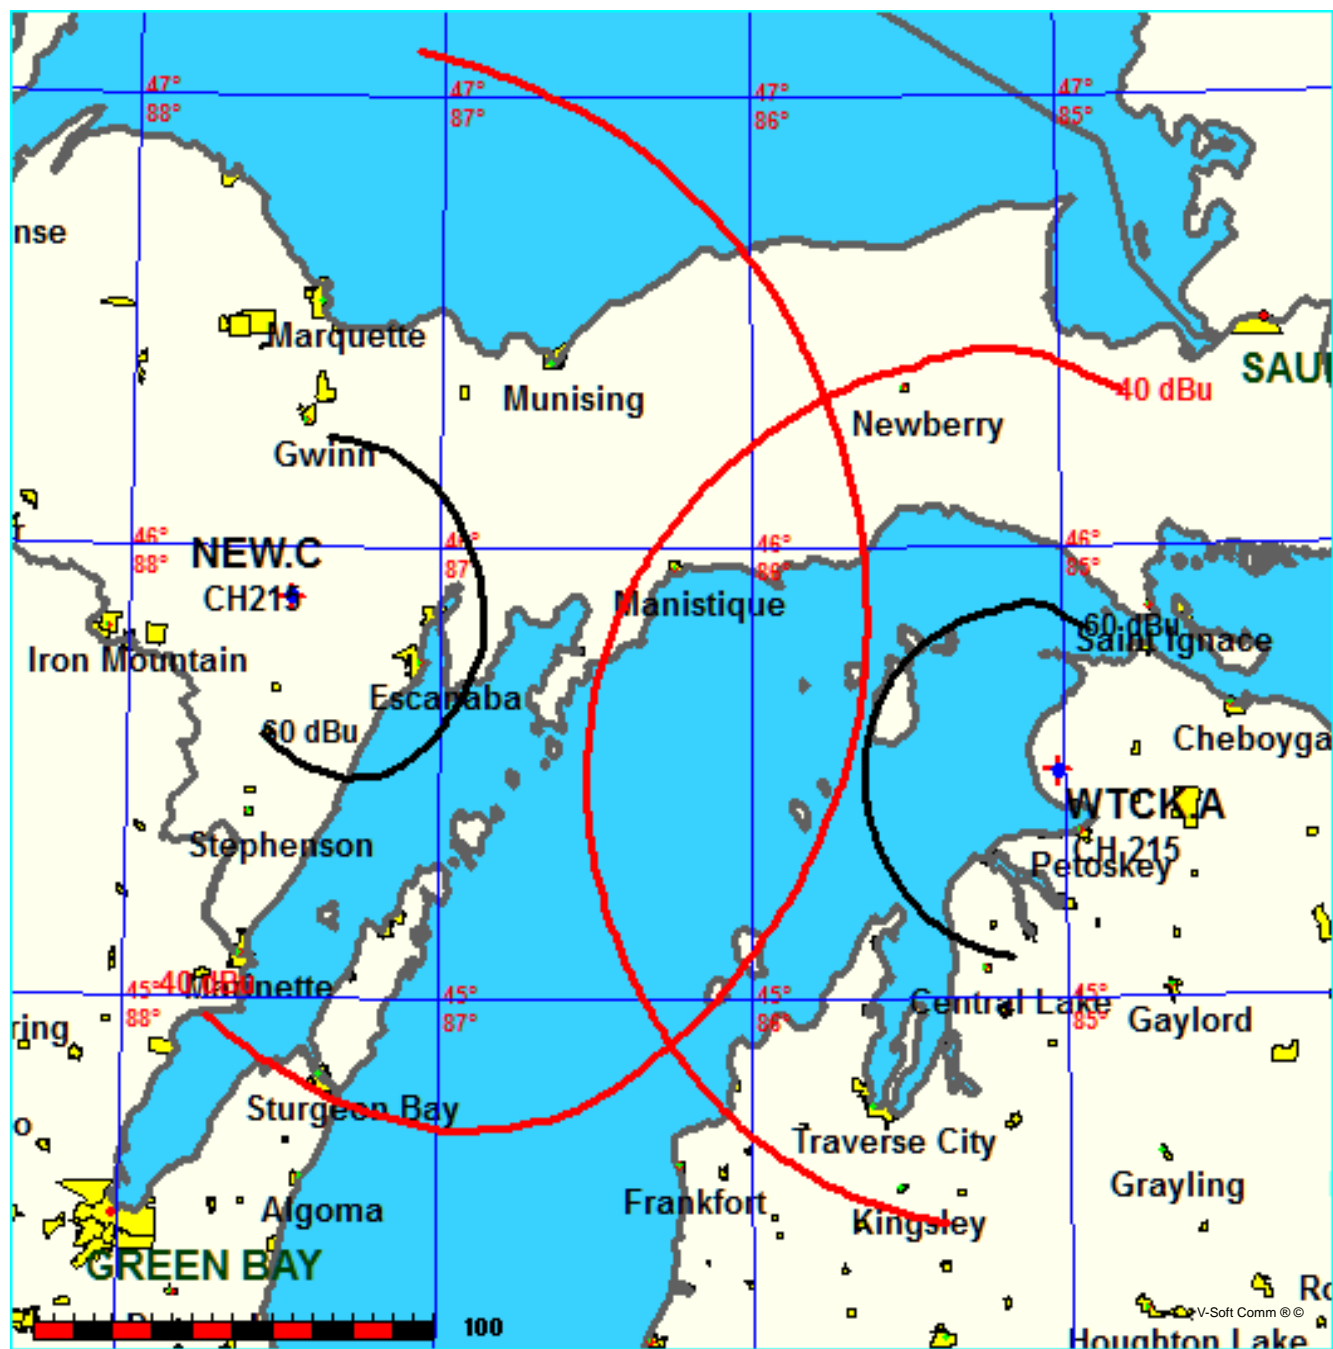 47°
88°
47°
87°
47°
86°
47°
85°
nse
Marquette
SAUL
Munising
40 dBu
Newberry
Gwinn
46°
88°
46°
87°
46°
86°
46°
85°
NEW.C
CH215
Manistique
60 dBu
Saint Ignace
Iron Mountain
Escanaba
60 dBu
Cheboyga
WTCK.A
CH 215
Petoskey
Stephenson
40 dBu
Marinette
45°
88°
45°
87°
45°
86°
45°
85°
Central Lake
Gaylord
ring
Sturgeon Bay
o
Traverse City
Grayling
Frankfort
Algoma
Kingsley
GREEN BAY
Ro
V-Soft Comm ® ©
100
Houghton Lake